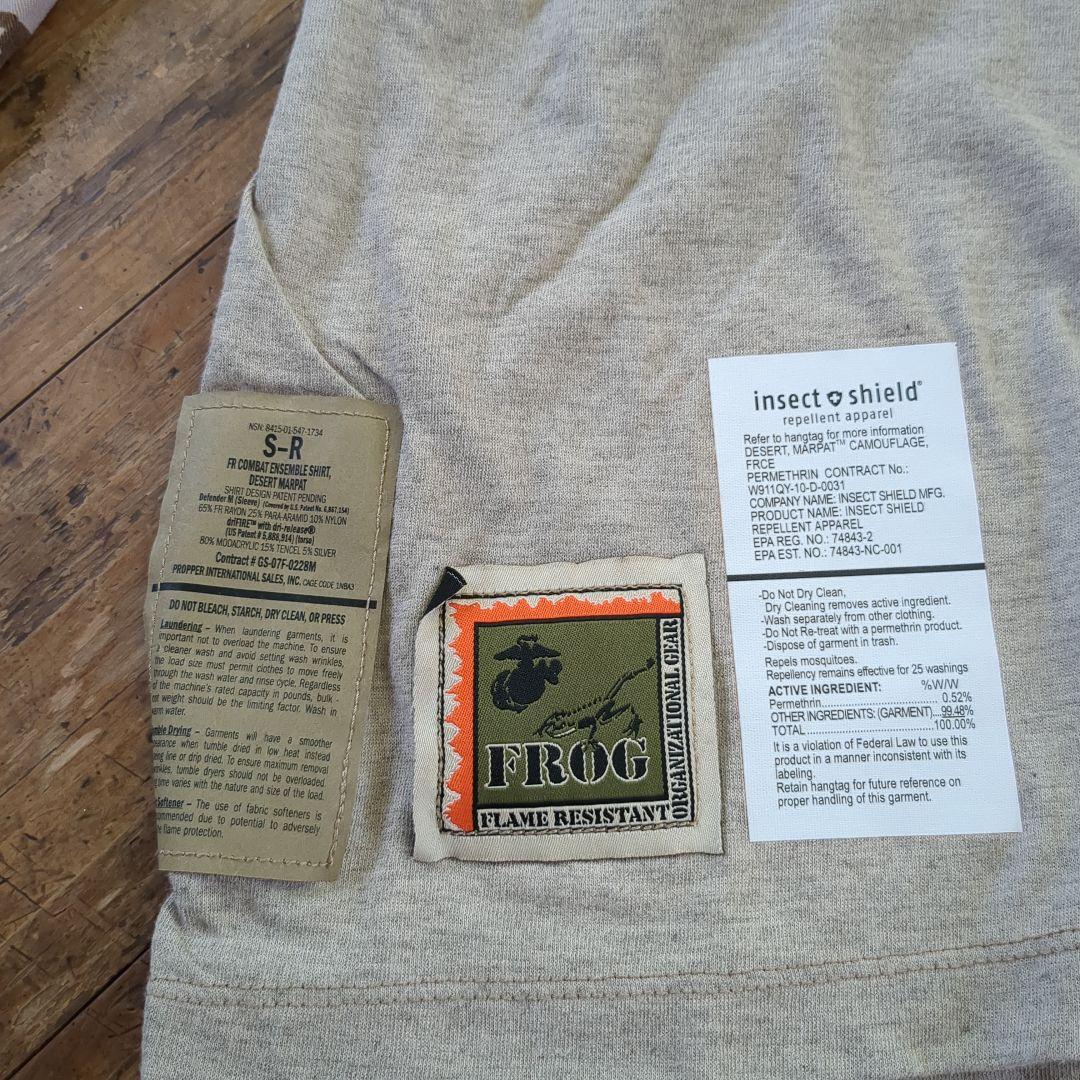 NSN: 8415-01-547-1734
S-R
FR COMBAT ENSEMBLE SHIRT,
DESERT MARPAT
SHIRT DESIGN PATENT PENDING
Defender M (Sleeve) (Covered by U.S. Patent No. 6,867,154)
65% FR RAYON 25% PARA-ARAMID 10% NYLON
driFIRE™ with dri-release®
(US Patent # 5,888,914) (torso)
80% MODACRYLIC 15% TENCEL 5% SILVER
Contract # GS-07F-0228M
PROPPER INTERNATIONAL SALES, INC. CAGE CODE 1NBA3
DO NOT BLEACH, STARCH, DRY CLEAN, OR PRESS
Laundering – When laundering garments, it is
important not to overload the machine. To ensure
cleaner wash and avoid setting wash wrinkles,
the load size must permit clothes to move freely
through the wash water and rinse cycle. Regardless
of the machine's rated capacity in pounds, bulk -
weight should be the limiting factor. Wash in
water.
Drying – Garments will have a smoother
when tumble dried in low heat instead
line or drip dried. To ensure maximum removal
tumble dryers should not be overloaded.
time varies with the nature and size of the load.
Softener – The use of fabric softeners is
due to potential to adversely
flame protection.
FROG
FLAME RESISTANT
ORGANIZATIONAL GEAR
insect shield®
repellent apparel
Refer to hangtag for more information
DESERT, MARPAT™ CAMOUFLAGE,
FRCE
PERMETHRIN CONTRACT No.:
W911QY-10-D-0031
COMPANY NAME: INSECT SHIELD MFG.
PRODUCT NAME: INSECT SHIELD
REPELLENT APPAREL
EPA REG. NO.: 74843-2
EPA EST. NO.: 74843-NC-001
-Do Not Dry Clean,
Dry Cleaning removes active ingredient.
-Wash separately from other clothing.
-Do Not Re-treat with a permethrin product.
-Dispose of garment in trash.
Repels mosquitoes.
Repellency remains effective for 25 washings
ACTIVE INGREDIENT: %W/W
Permethrin.......................... 0.52%
OTHER INGREDIENTS: (GARMENT)....99.48%
TOTAL...............................100.00%
It is a violation of Federal Law to use this
product in a manner inconsistent with its
labeling.
Retain hangtag for future reference on
proper handling of this garment.